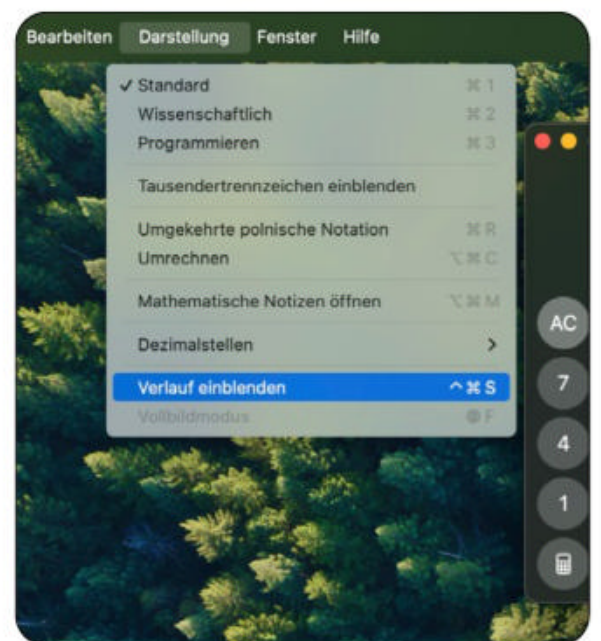 Bearbeiten Darstellung Fenster Hilfe
✓ Standard ⌘ 1
Wissenschaftlich ⌘ 2
Programmieren ⌘ 3
Tausendertrennzeichen einblenden
Umgekehrte polnische Notation ⌘ R
Umrechnen ⌥ ⌘ C
Mathematische Notizen öffnen ⌥ ⌘ M
Dezimalstellen >
Verlauf einblenden ^ ⌘ S
Vollbildmodus 🌐 F
AC
7
4
1